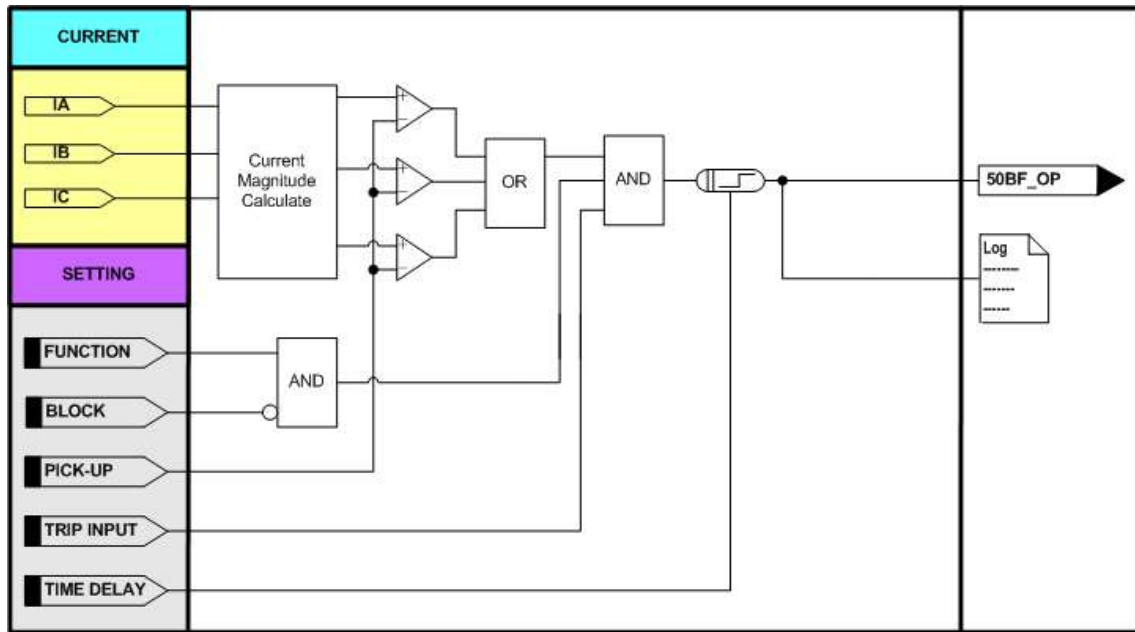 CURRENT
IA
IB
IC
SETTING
FUNCTION
BLOCK
PICK-UP
TRIP INPUT
TIME DELAY
Current
Magnitude
Calculate
+
−
+
−
+
−
OR
AND
AND
50BF_OP
Log